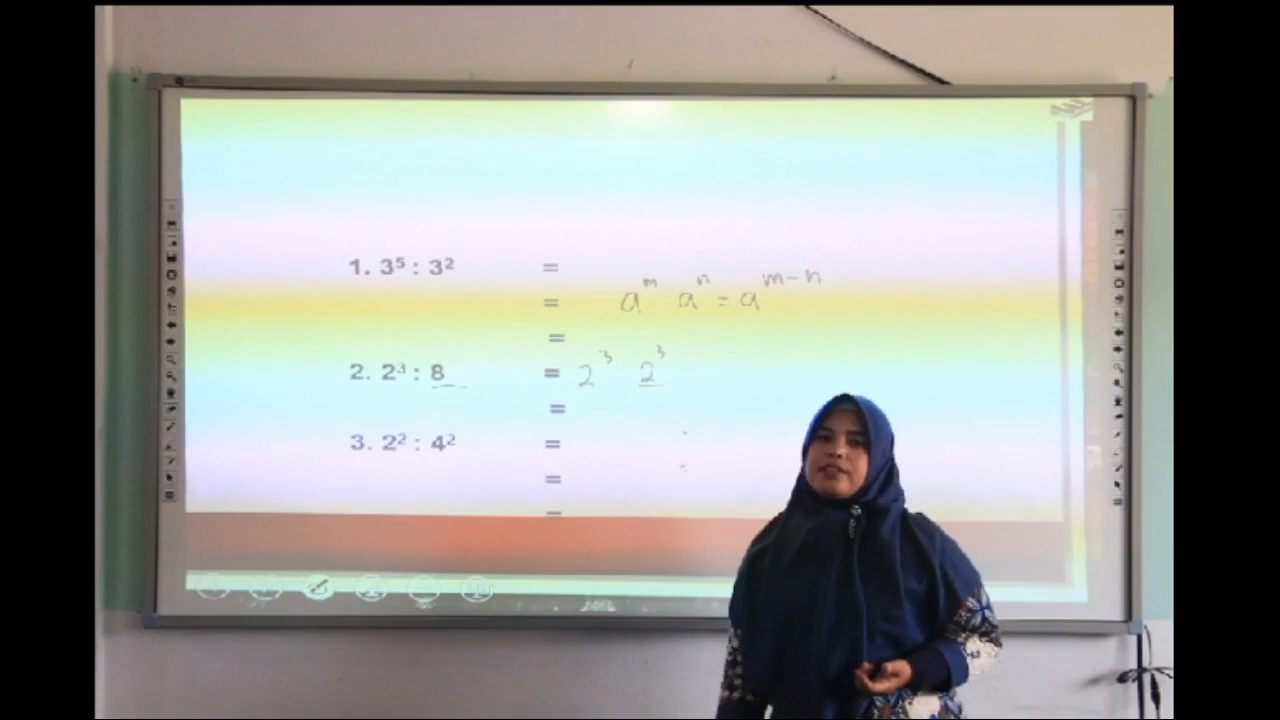 1. 3⁵ : 3² =
= aᵐ aⁿ = aᵐ⁻ⁿ
=
2. 2³ : 8 = 2³ 2³
=
3. 2² : 4² =
=
=